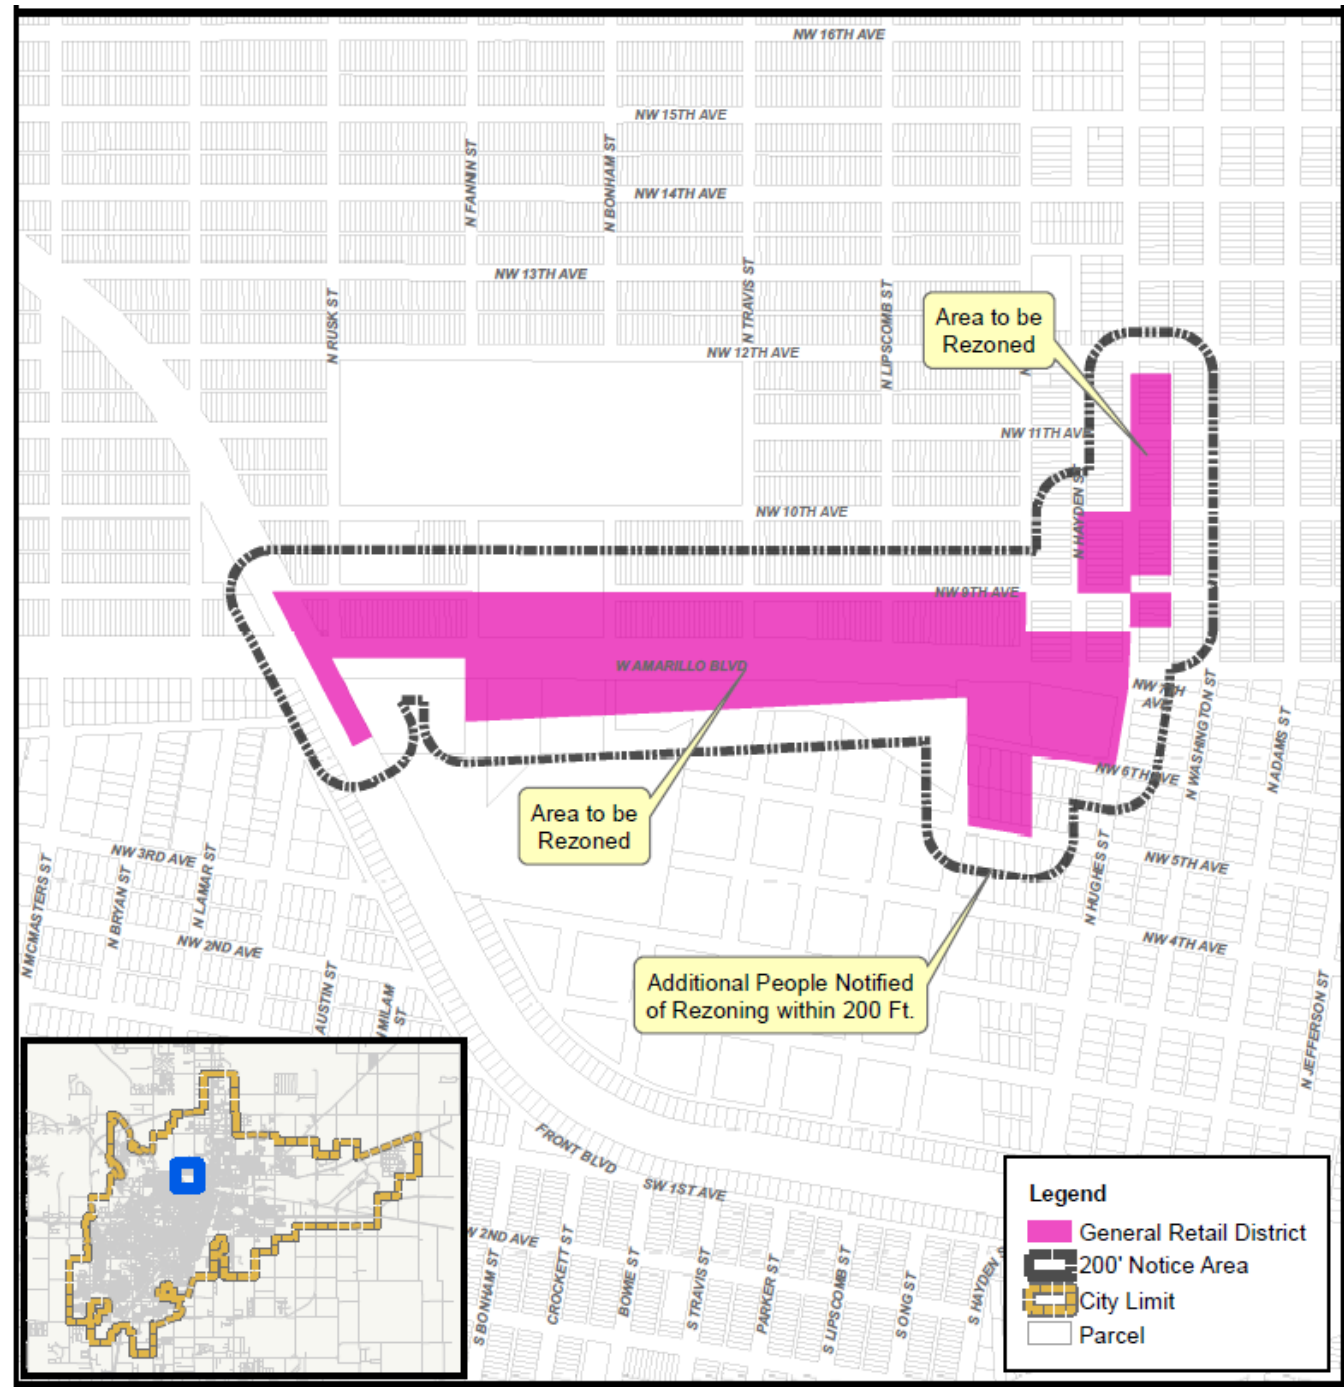 NW 16TH AVE
NW 15TH AVE
N FANNIN ST
N BONHAM ST
NW 14TH AVE
NW 13TH AVE
N RUSK ST
N TRAVIS ST
N LIPSCOMB ST
NW 12TH AVE
Area to be
Rezoned
NW 11TH AVE
N HAYDEN ST
NW 10TH AVE
NW 9TH AVE
W AMARILLO BLVD
AVE
N WASHINGTON ST
N ADAMS ST
NW 6TH AVE
Area to be
Rezoned
NW 3RD AVE
NW 5TH AVE
N MCMASTERS ST
N BRYAN ST
N LAMAR ST
N HUGHES ST
NW 2ND AVE
NW 4TH AVE
Additional People Notified
of Rezoning within 200 Ft.
AUSTIN ST
N MILAM
ST
N JEFFERSON ST
FRONT BLVD
SW 1ST AVE
W 2ND AVE
S BONHAM ST
CROCKETT ST
BOWIE ST
S TRAVIS ST
PARKER ST
S LIPSCOMB ST
S ONG ST
S HAYDEN S
Legend
General Retail District
200' Notice Area
City Limit
Parcel